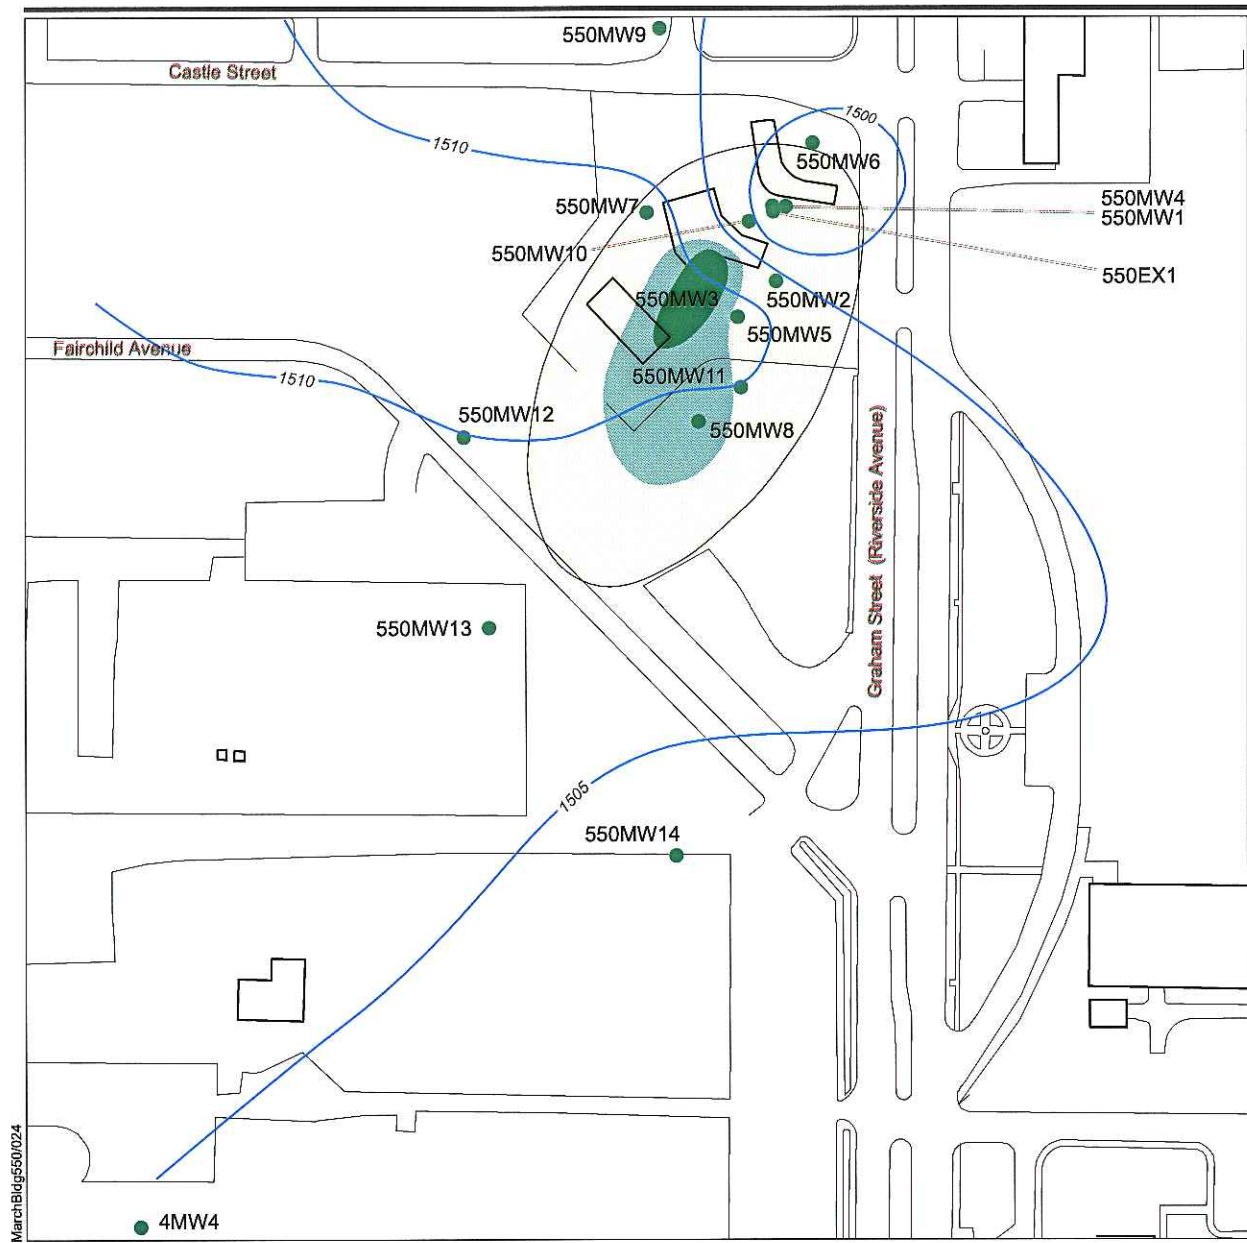 550MW9
Castle Street
1500
1510
550MW6
550MW4
550MW7
550MW1
550MW10
550EX1
550MW3
550MW2
550MW5
Fairchild Avenue
1510
550MW11
550MW12
550MW8
Graham Street (Riverside Avenue)
550MW13
1505
550MW14
MarchBldg550/024
4MW4